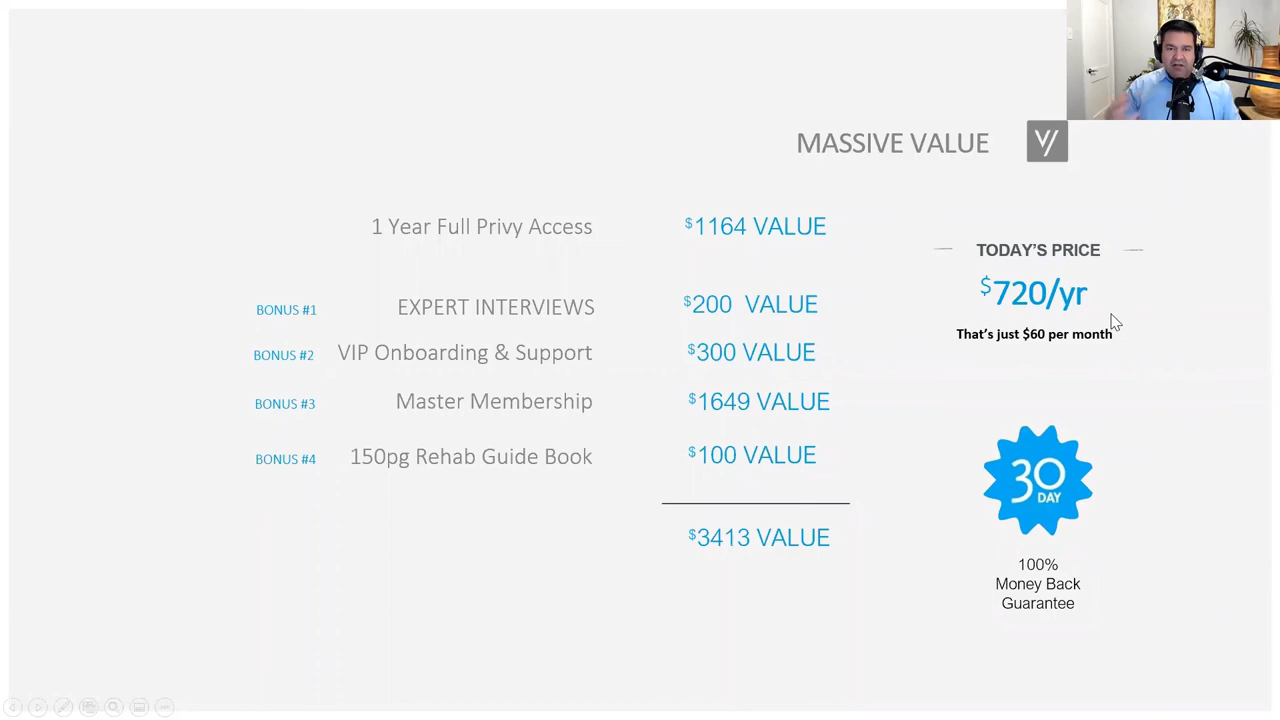 MASSIVE VALUE
1 Year Full Privy Access $1164 VALUE
BONUS #1 EXPERT INTERVIEWS $200 VALUE
BONUS #2 VIP Onboarding & Support $300 VALUE
BONUS #3 Master Membership $1649 VALUE
BONUS #4 150pg Rehab Guide Book $100 VALUE
$3413 VALUE
TODAY'S PRICE
$720/yr
That's just $60 per month
30
DAY
100%
Money Back
Guarantee